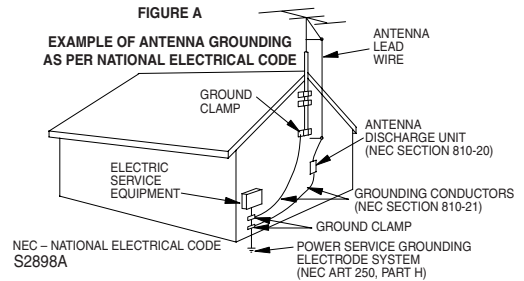 FIGURE A
EXAMPLE OF ANTENNA GROUNDING
AS PER NATIONAL ELECTRICAL CODE
ANTENNA
LEAD
WIRE
GROUND
CLAMP
ANTENNA
DISCHARGE UNIT
(NEC SECTION 810-20)
ELECTRIC
SERVICE
EQUIPMENT
GROUNDING CONDUCTORS
(NEC SECTION 810-21)
GROUND CLAMP
POWER SERVICE GROUNDING
ELECTRODE SYSTEM
(NEC ART 250, PART H)
NEC – NATIONAL ELECTRICAL CODE
S2898A